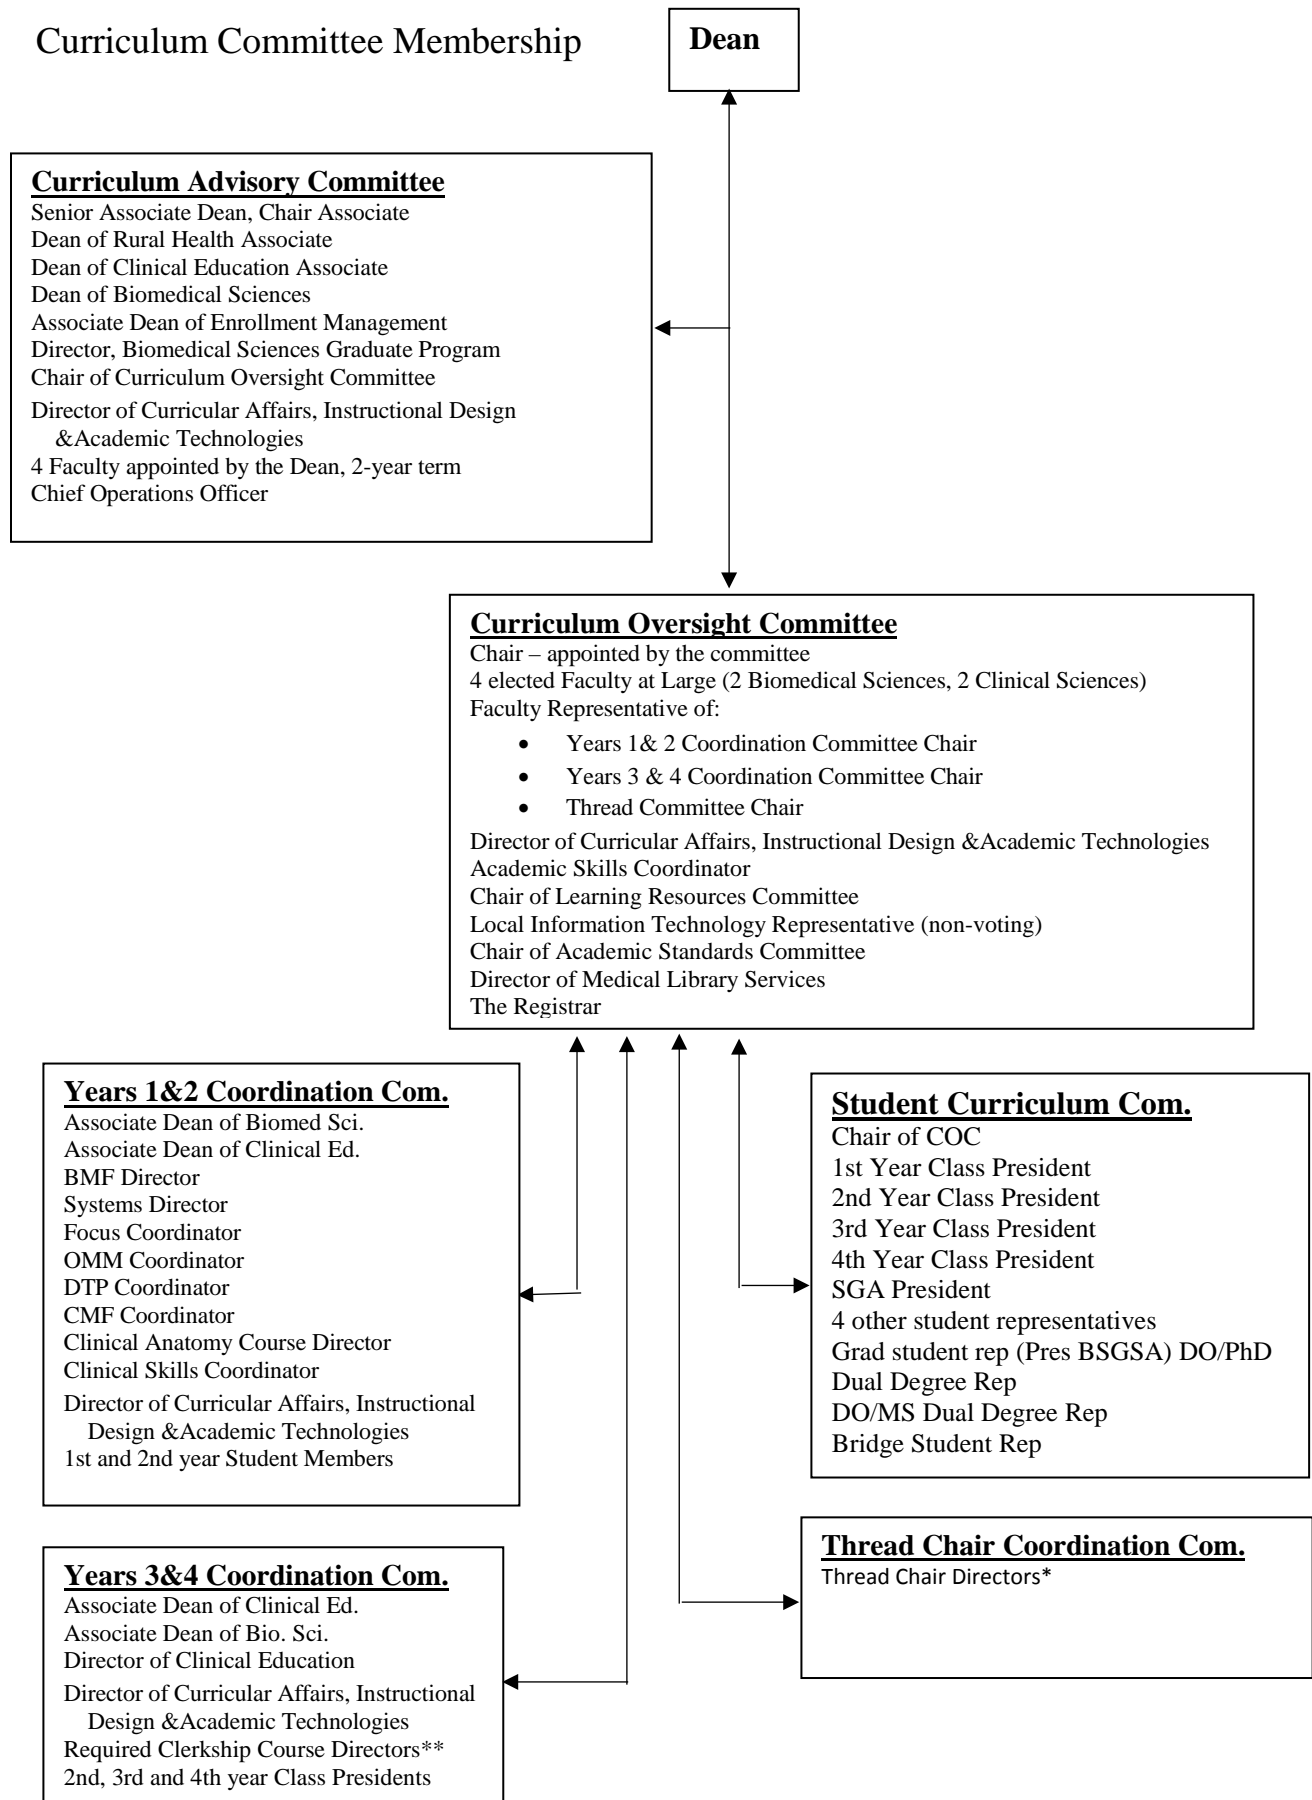 Curriculum Committee Membership
Dean
Curriculum Advisory Committee
Senior Associate Dean, Chair Associate
Dean of Rural Health Associate
Dean of Clinical Education Associate
Dean of Biomedical Sciences
Associate Dean of Enrollment Management
Director, Biomedical Sciences Graduate Program
Chair of Curriculum Oversight Committee
Director of Curricular Affairs, Instructional Design
&Academic Technologies
4 Faculty appointed by the Dean, 2-year term
Chief Operations Officer
Curriculum Oversight Committee
Chair – appointed by the committee
4 elected Faculty at Large (2 Biomedical Sciences, 2 Clinical Sciences)
Faculty Representative of:
• Years 1& 2 Coordination Committee Chair
• Years 3 & 4 Coordination Committee Chair
• Thread Committee Chair
Director of Curricular Affairs, Instructional Design &Academic Technologies
Academic Skills Coordinator
Chair of Learning Resources Committee
Local Information Technology Representative (non-voting)
Chair of Academic Standards Committee
Director of Medical Library Services
The Registrar
Years 1&2 Coordination Com.
Associate Dean of Biomed Sci.
Associate Dean of Clinical Ed.
BMF Director
Systems Director
Focus Coordinator
OMM Coordinator
DTP Coordinator
CMF Coordinator
Clinical Anatomy Course Director
Clinical Skills Coordinator
Director of Curricular Affairs, Instructional
Design &Academic Technologies
1st and 2nd year Student Members
Student Curriculum Com.
Chair of COC
1st Year Class President
2nd Year Class President
3rd Year Class President
4th Year Class President
SGA President
4 other student representatives
Grad student rep (Pres BSGSA) DO/PhD
Dual Degree Rep
DO/MS Dual Degree Rep
Bridge Student Rep
Years 3&4 Coordination Com.
Associate Dean of Clinical Ed.
Associate Dean of Bio. Sci.
Director of Clinical Education
Director of Curricular Affairs, Instructional
Design &Academic Technologies
Required Clerkship Course Directors**
2nd, 3rd and 4th year Class Presidents
Thread Chair Coordination Com.
Thread Chair Directors*